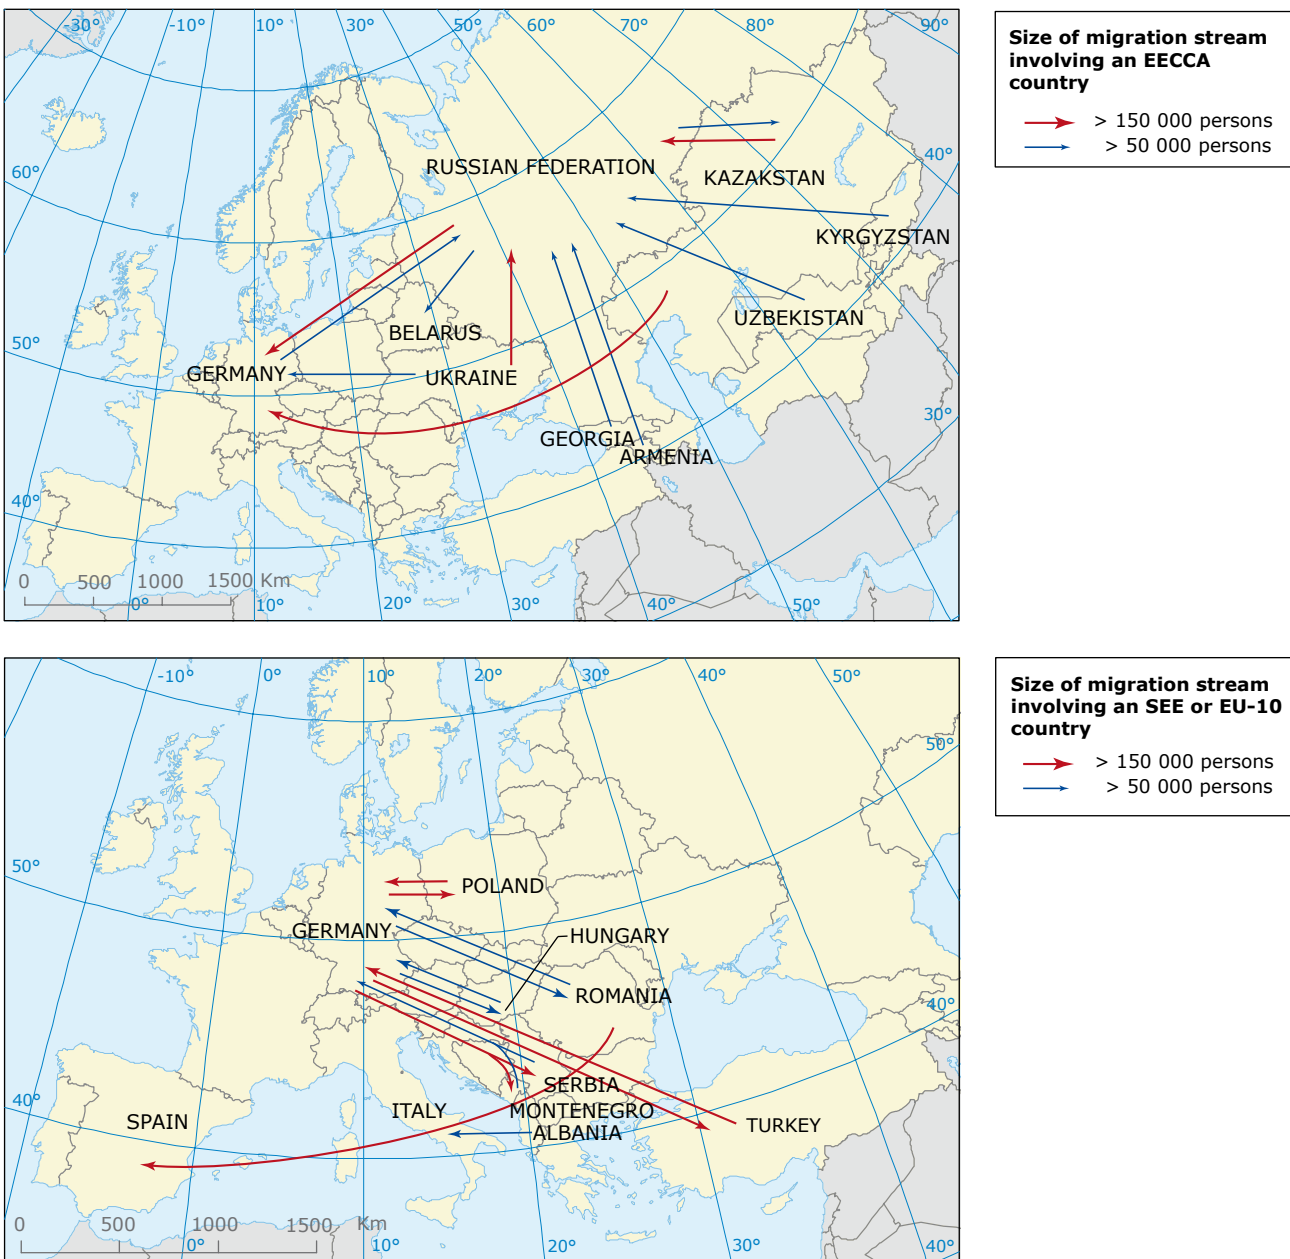 -30° -10° 10° 30° 50° 60° 70° 80° 90°
Size of migration stream
involving an EECCA
country
> 150 000 persons
> 50 000 persons
RUSSIAN FEDERATION
40°
60°
KAZAKSTAN
KYRGYZSTAN
UZBEKISTAN
BELARUS
50°
GERMANY
UKRAINE
30°
GEORGIA
ARMENIA
40°
0 500 1000 1500 Km
0° 10° 20° 30° 40° 50°
-10° 0° 10° 20° 30° 40° 50°
Size of migration stream
involving an SEE or EU-10
country
> 150 000 persons
> 50 000 persons
50°
50°
POLAND
GERMANY
HUNGARY
ROMANIA
40°
SERBIA
40°
ITALY
MONTENEGRO
SPAIN
ALBANIA
TURKEY
0 500 1000 1500 Km
0° 10° 20° 30° 40°